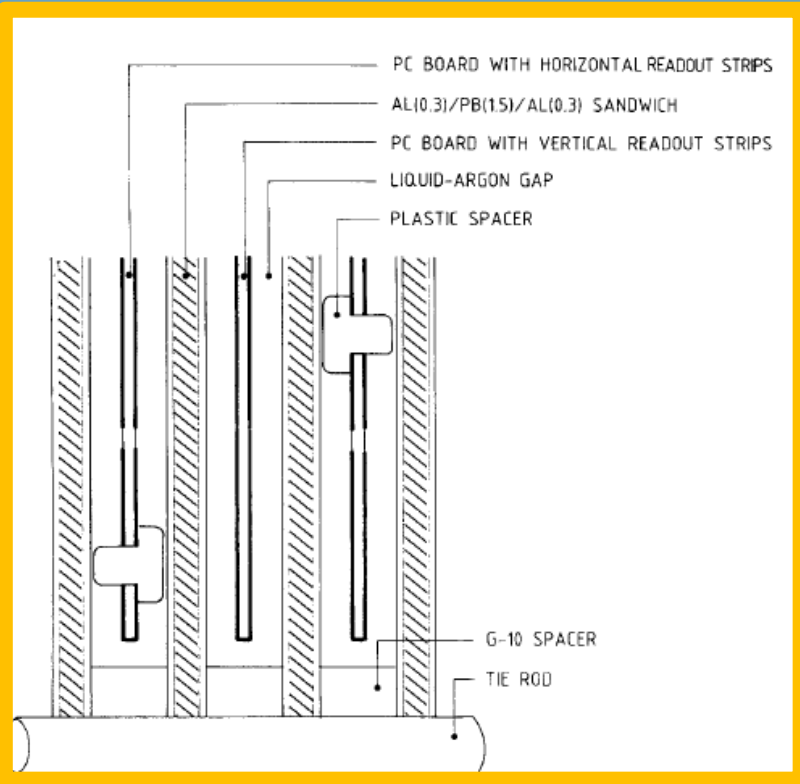 PC BOARD WITH HORIZONTAL READOUT STRIPS
AL(0.3)/PB(1.5)/AL(0.3) SANDWICH
PC BOARD WITH VERTICAL READOUT STRIPS
LIQUID-ARGON GAP
PLASTIC SPACER
G-10 SPACER
TIE ROD